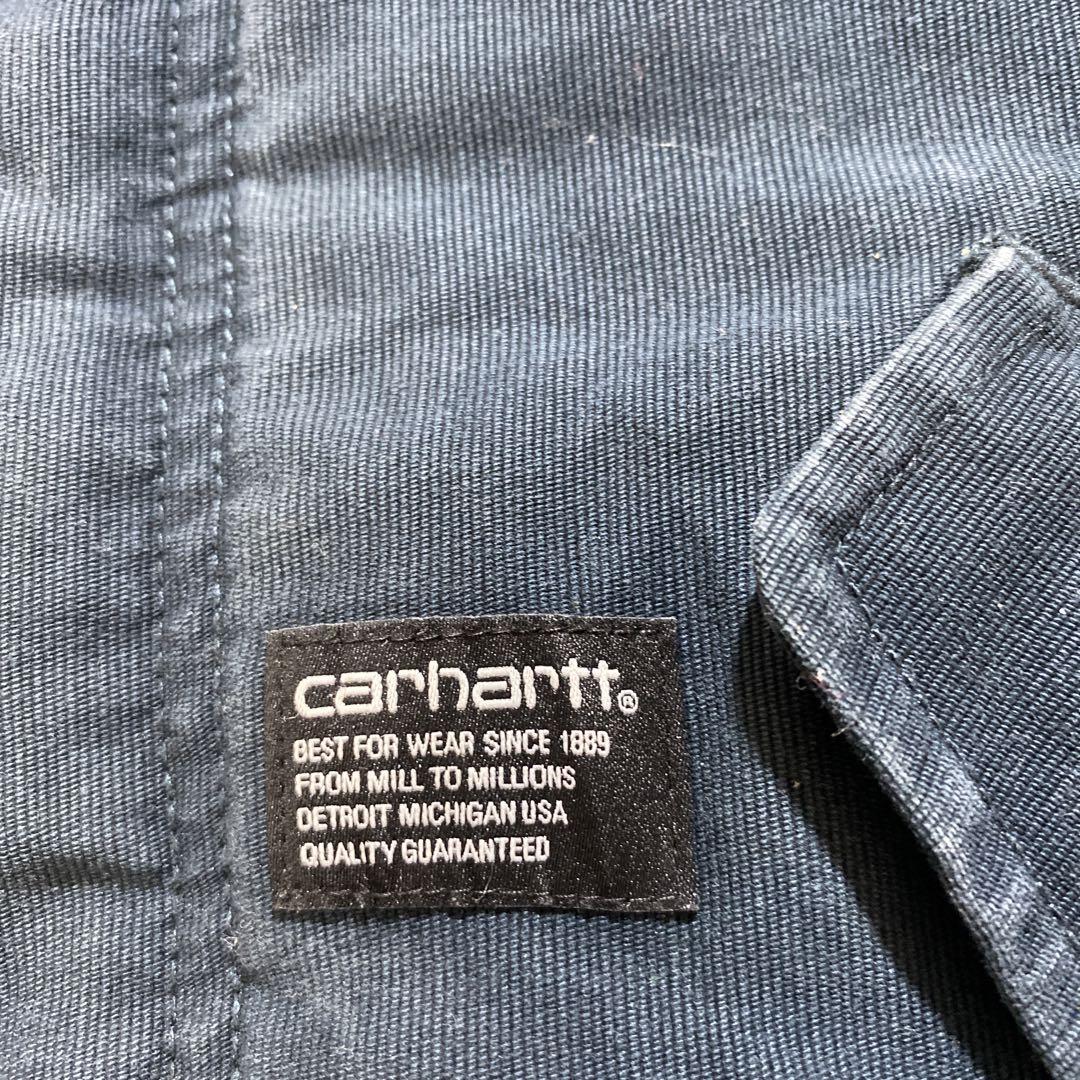 carhartt®
BEST FOR WEAR SINCE 1889
FROM MILL TO MILLIONS
DETROIT MICHIGAN USA
QUALITY GUARANTEED